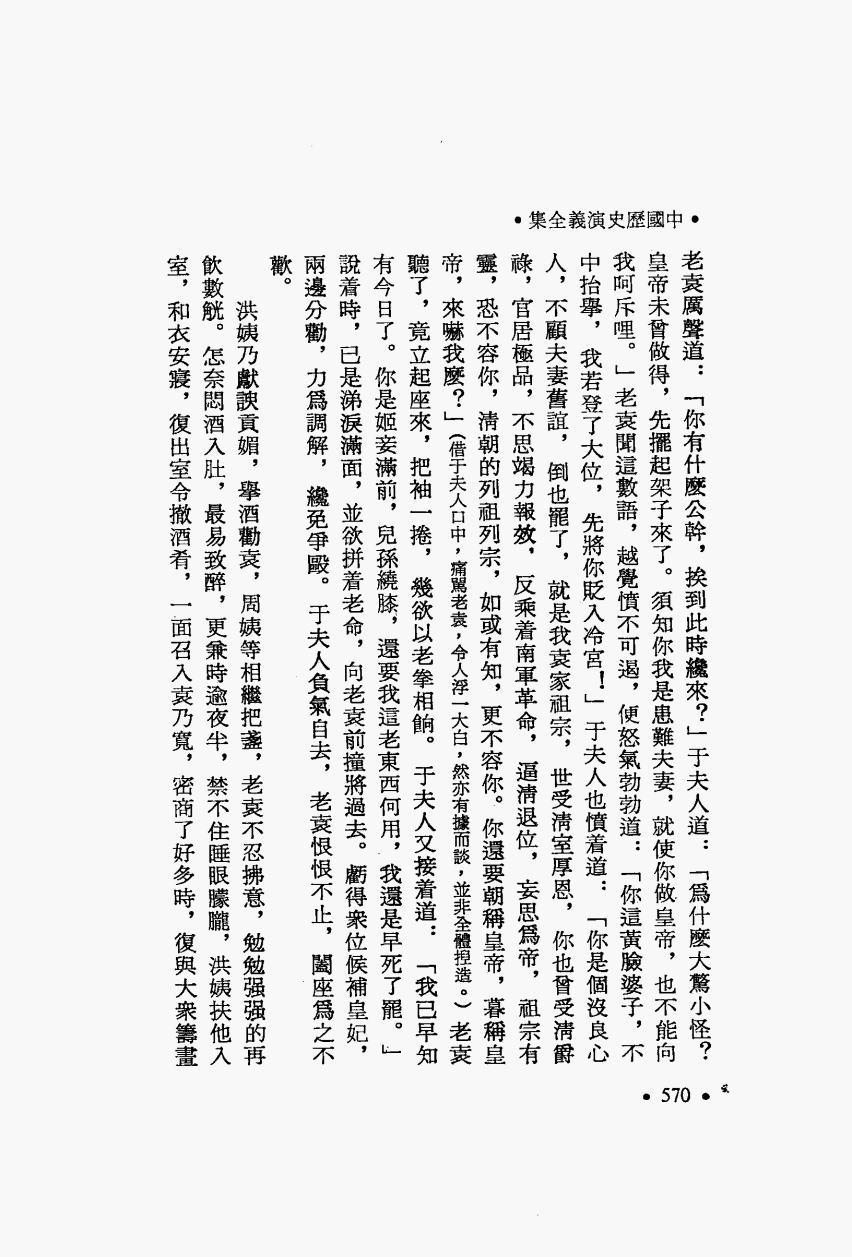 •中國歷史演義全集•
老袁厲聲道：「你有什麼公幹，挨到此時纔來？」于夫人道：「爲什麼大驚小怪？
皇帝未曾做得，先擺起架子來了。須知你我是患難夫妻，就使你做皇帝，也不能向
我呵斥哩。」老袁聞這數語，越覺憤不可遏，便怒氣勃勃道：「你這黃臉婆子，不
中抬舉，我若登了大位，先將你貶入冷宮！」于夫人也憤着道：「你是個沒良心
人，不顧夫妻舊誼，倒也罷了，就是我袁家祖宗，世受清室厚恩，你也曾受清爵
祿，官居極品，不思竭力報效，反乘着南軍革命，逼清退位，妄思爲帝，祖宗有
靈，恐不容你，清朝的列祖列宗，如或有知，更不容你。你還要朝稱皇帝，暮稱皇
帝，來嚇我麼？」（借于夫人口中，痛駡老袁，令人浮一大白，然亦有據而談，並非全體揑造。）老袁
聽了，竟立起座來，把袖一捲，幾欲以老拳相餉。于夫人又接着道：「我已早知
有今日了。你是姬妾滿前，兒孫繞膝，還要我這老東西何用，我還是早死了罷。」
說着時，已是涕淚滿面，並欲拼着老命，向老袁前撞將過去。虧得衆位候補皇妃，
兩邊分勸，力爲調解，纔免爭毆。于夫人負氣自去，老袁恨恨不止，闔座爲之不
歡。
洪姨乃獻諛貢媚，擧酒勸袁，周姨等相繼把盞，老袁不忍拂意，勉勉强强的再
飲數觥。怎奈悶酒入肚，最易致醉，更兼時逾夜半，禁不住睡眼朦朧，洪姨扶他入
室，和衣安寢，復出室令撤酒肴，一面召入袁乃寬，密商了好多時，復與大衆籌畫
•570•